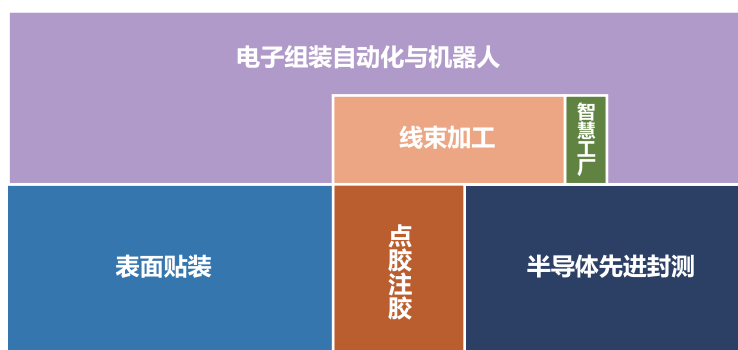 电子组装自动化与机器人
线束加工
智慧工厂
表面贴装
点胶注胶
半导体先进封测